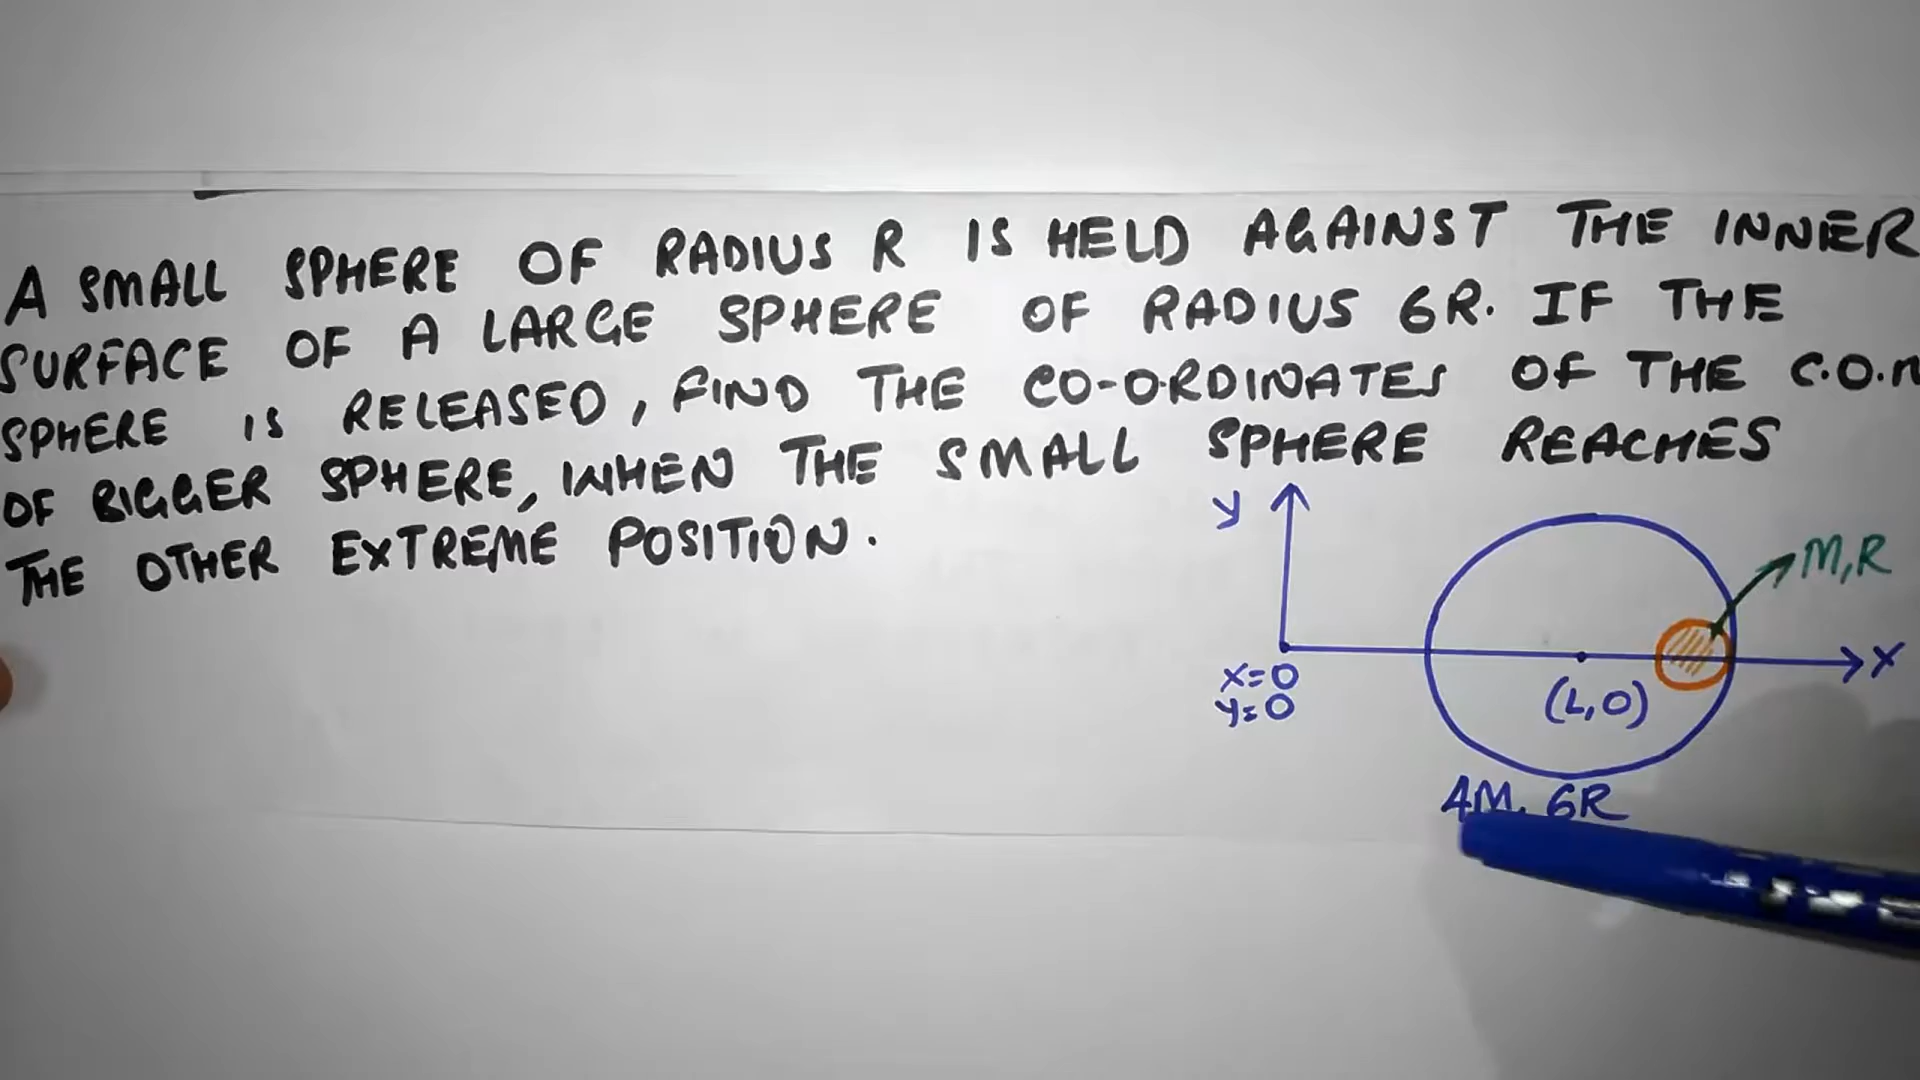 A SMALL SPHERE OF RADIUS R IS HELD AGAINST THE INNER
SURFACE OF A LARGE SPHERE OF RADIUS 6R. IF THE
SPHERE IS RELEASED, FIND THE CO-ORDINATES OF THE
OF BIGGER SPHERE, WHEN THE SMALL SPHERE REACHES
THE OTHER EXTREME POSITION.
y
M,R
x
x=0
y=0
(L,0)
4M, 6R